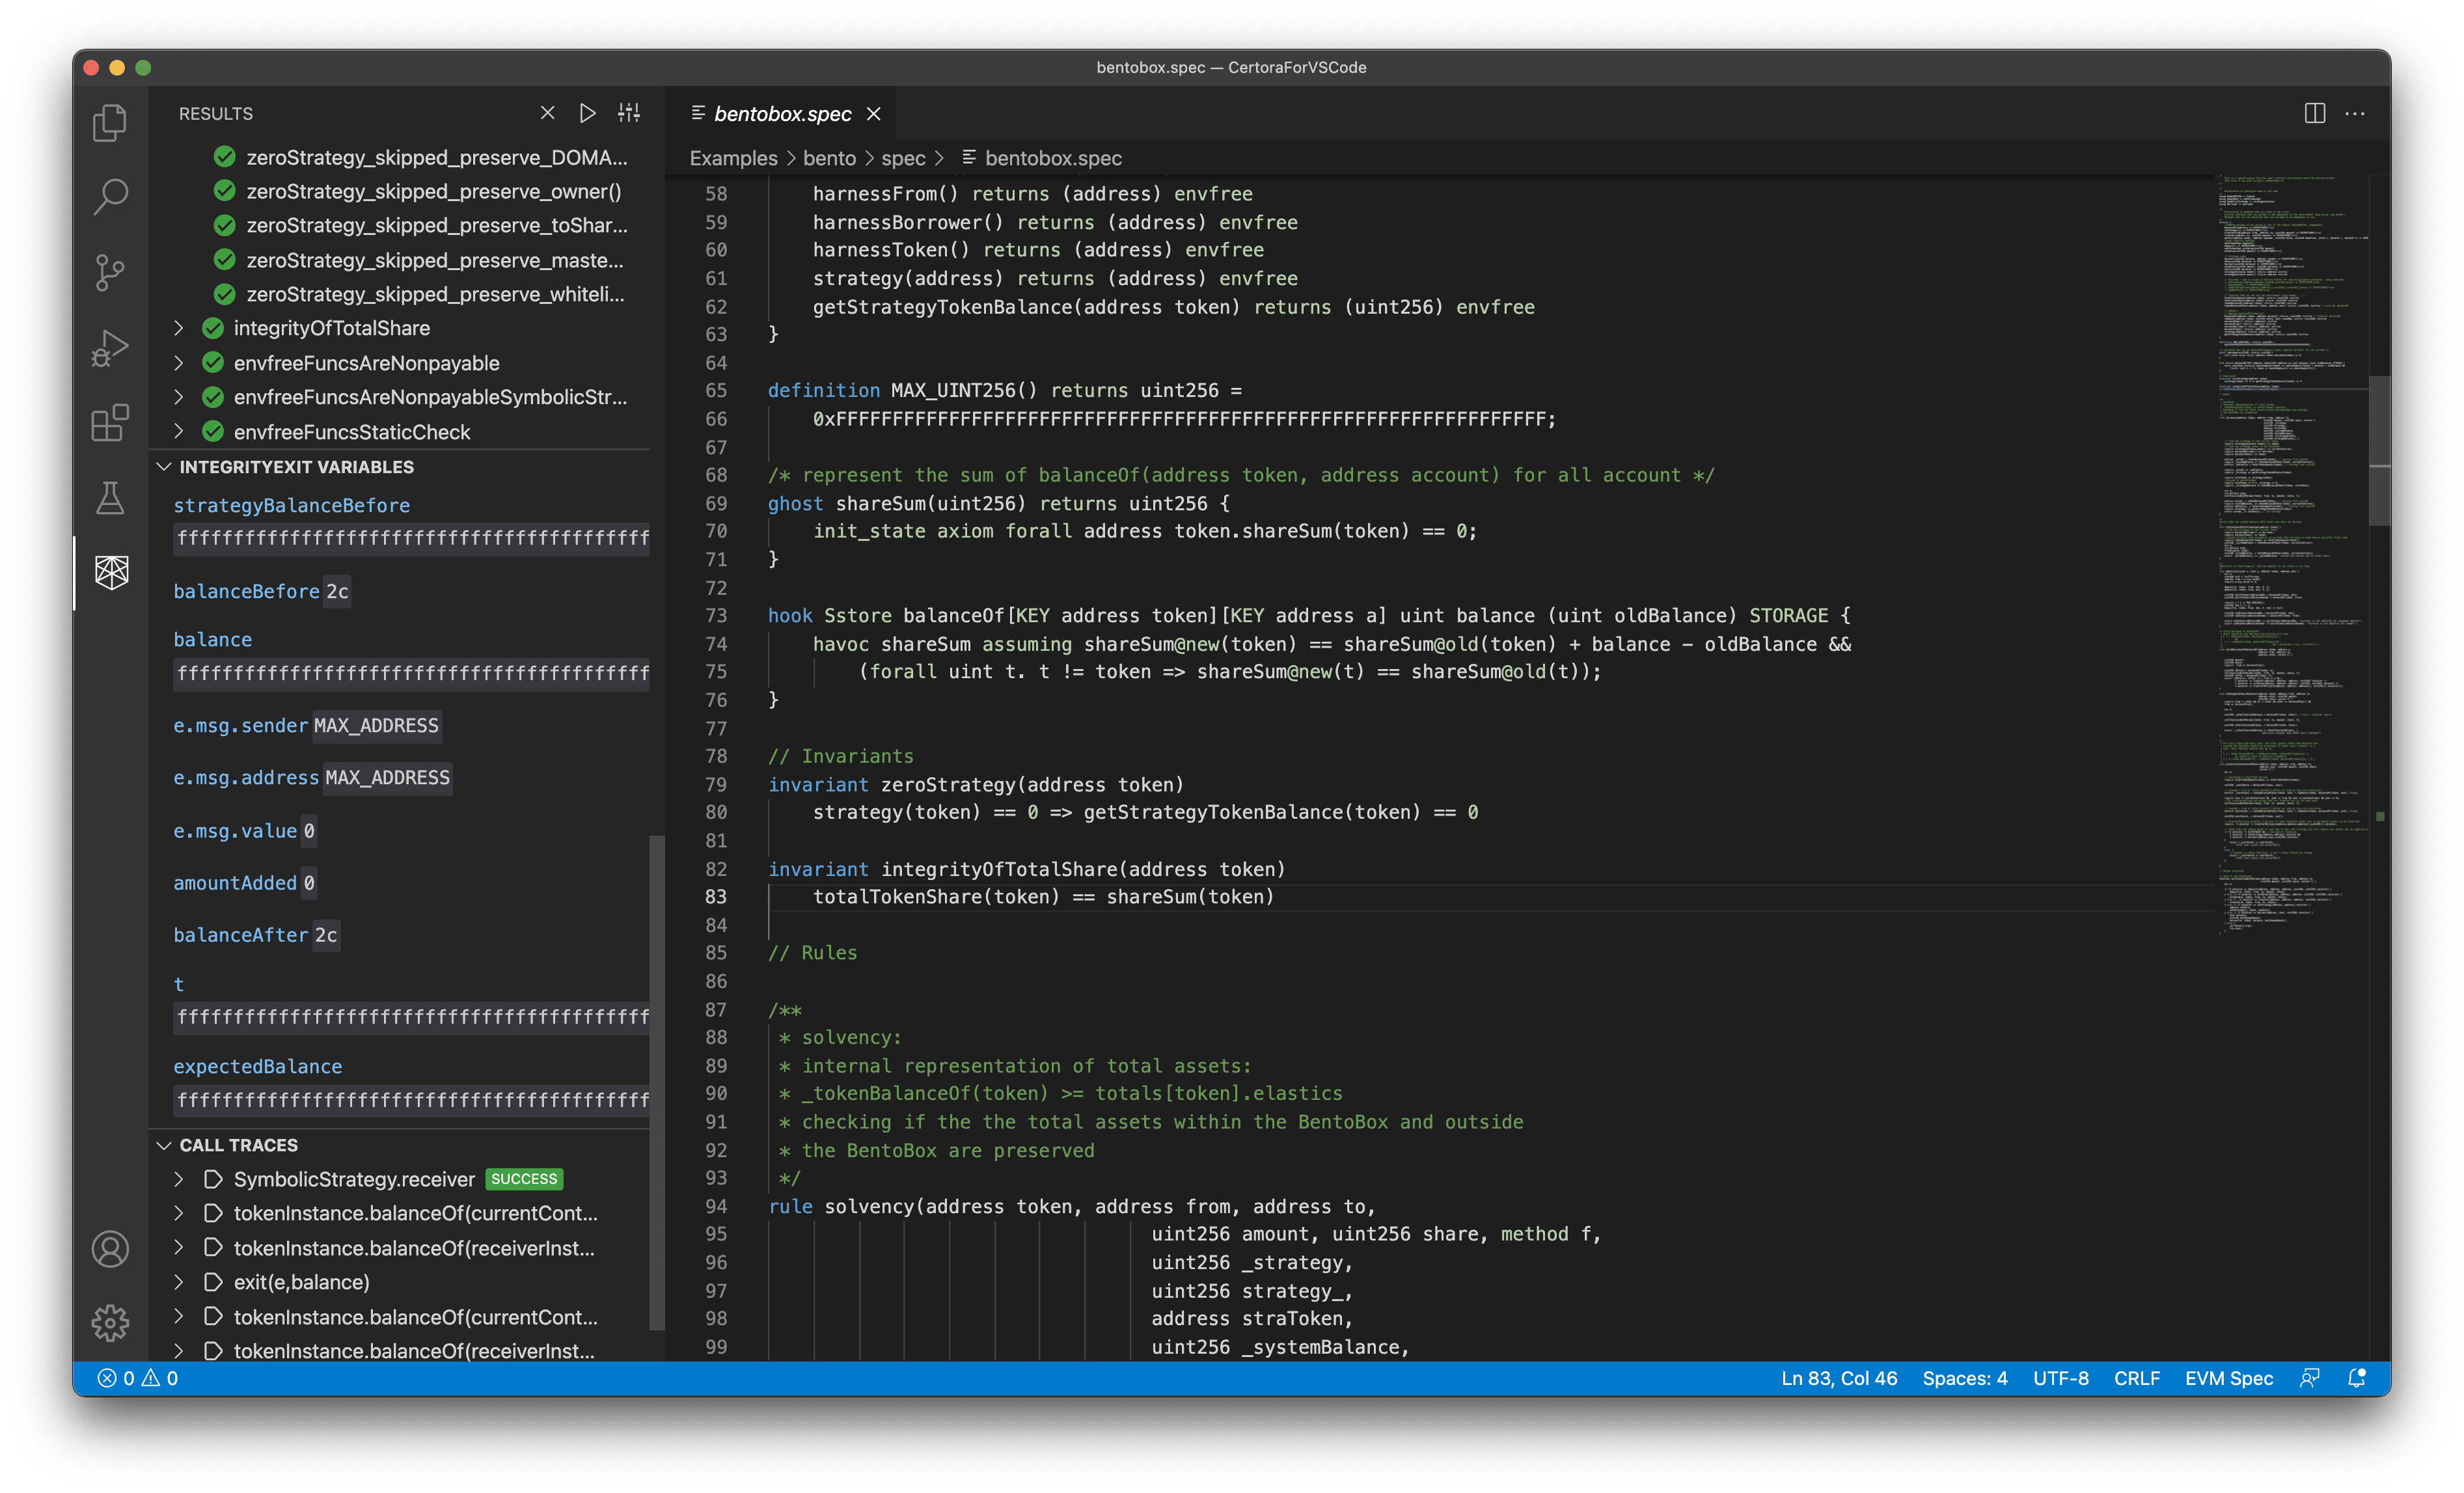 bentobox.spec — CertoraForVSCode
RESULTS
zeroStrategy_skipped_preserve_DOMA...
zeroStrategy_skipped_preserve_owner()
zeroStrategy_skipped_preserve_toShar...
zeroStrategy_skipped_preserve_maste...
zeroStrategy_skipped_preserve_whiteli...
integrityOfTotalShare
envfreeFuncsAreNonpayable
envfreeFuncsAreNonpayableSymbolicStr...
envfreeFuncsStaticCheck
INTEGRITYEXIT VARIABLES
strategyBalanceBefore
ffffffffffffffffffffffffffffffffffffffffff
balanceBefore 2c
balance
ffffffffffffffffffffffffffffffffffffffffff
e.msg.sender MAX_ADDRESS
e.msg.address MAX_ADDRESS
e.msg.value 0
amountAdded 0
balanceAfter 2c
t
ffffffffffffffffffffffffffffffffffffffffff
expectedBalance
ffffffffffffffffffffffffffffffffffffffffff
CALL TRACES
SymbolicStrategy.receiver SUCCESS
tokenInstance.balanceOf(currentCont...
tokenInstance.balanceOf(receiverInst...
exit(e,balance)
tokenInstance.balanceOf(currentCont...
tokenInstance.balanceOf(receiverInst...
bentobox.spec
Examples > bento > spec > bentobox.spec
58 harnessFrom() returns (address) envfree
59 harnessBorrower() returns (address) envfree
60 harnessToken() returns (address) envfree
61 strategy(address) returns (address) envfree
62 getStrategyTokenBalance(address token) returns (uint256) envfree
63 }
64
65 definition MAX_UINT256() returns uint256 =
66 0xFFFFFFFFFFFFFFFFFFFFFFFFFFFFFFFFFFFFFFFFFFFFFFFFFFFFFFFFFFFFFFF;
67
68 /* represent the sum of balanceOf(address token, address account) for all account */
69 ghost shareSum(uint256) returns uint256 {
70 init_state axiom forall address token.shareSum(token) == 0;
71 }
72
73 hook Sstore balanceOf[KEY address token][KEY address a] uint balance (uint oldBalance) STORAGE {
74 havoc shareSum assuming shareSum@new(token) == shareSum@old(token) + balance - oldBalance &&
75 (forall uint t. t != token => shareSum@new(t) == shareSum@old(t));
76 }
77
78 // Invariants
79 invariant zeroStrategy(address token)
80 strategy(token) == 0 => getStrategyTokenBalance(token) == 0
81
82 invariant integrityOfTotalShare(address token)
83 totalTokenShare(token) == shareSum(token)
84
85 // Rules
86
87 /**
88 * solvency:
89 * internal representation of total assets:
90 * _tokenBalanceOf(token) >= totals[token].elastics
91 * checking if the the total assets within the BentoBox and outside
92 * the BentoBox are preserved
93 */
94 rule solvency(address token, address from, address to,
95 uint256 amount, uint256 share, method f,
96 uint256 _strategy,
97 uint256 strategy_,
98 address straToken,
99 uint256 _systemBalance,
0 0
Ln 83, Col 46 Spaces: 4 UTF-8 CRLF EVM Spec